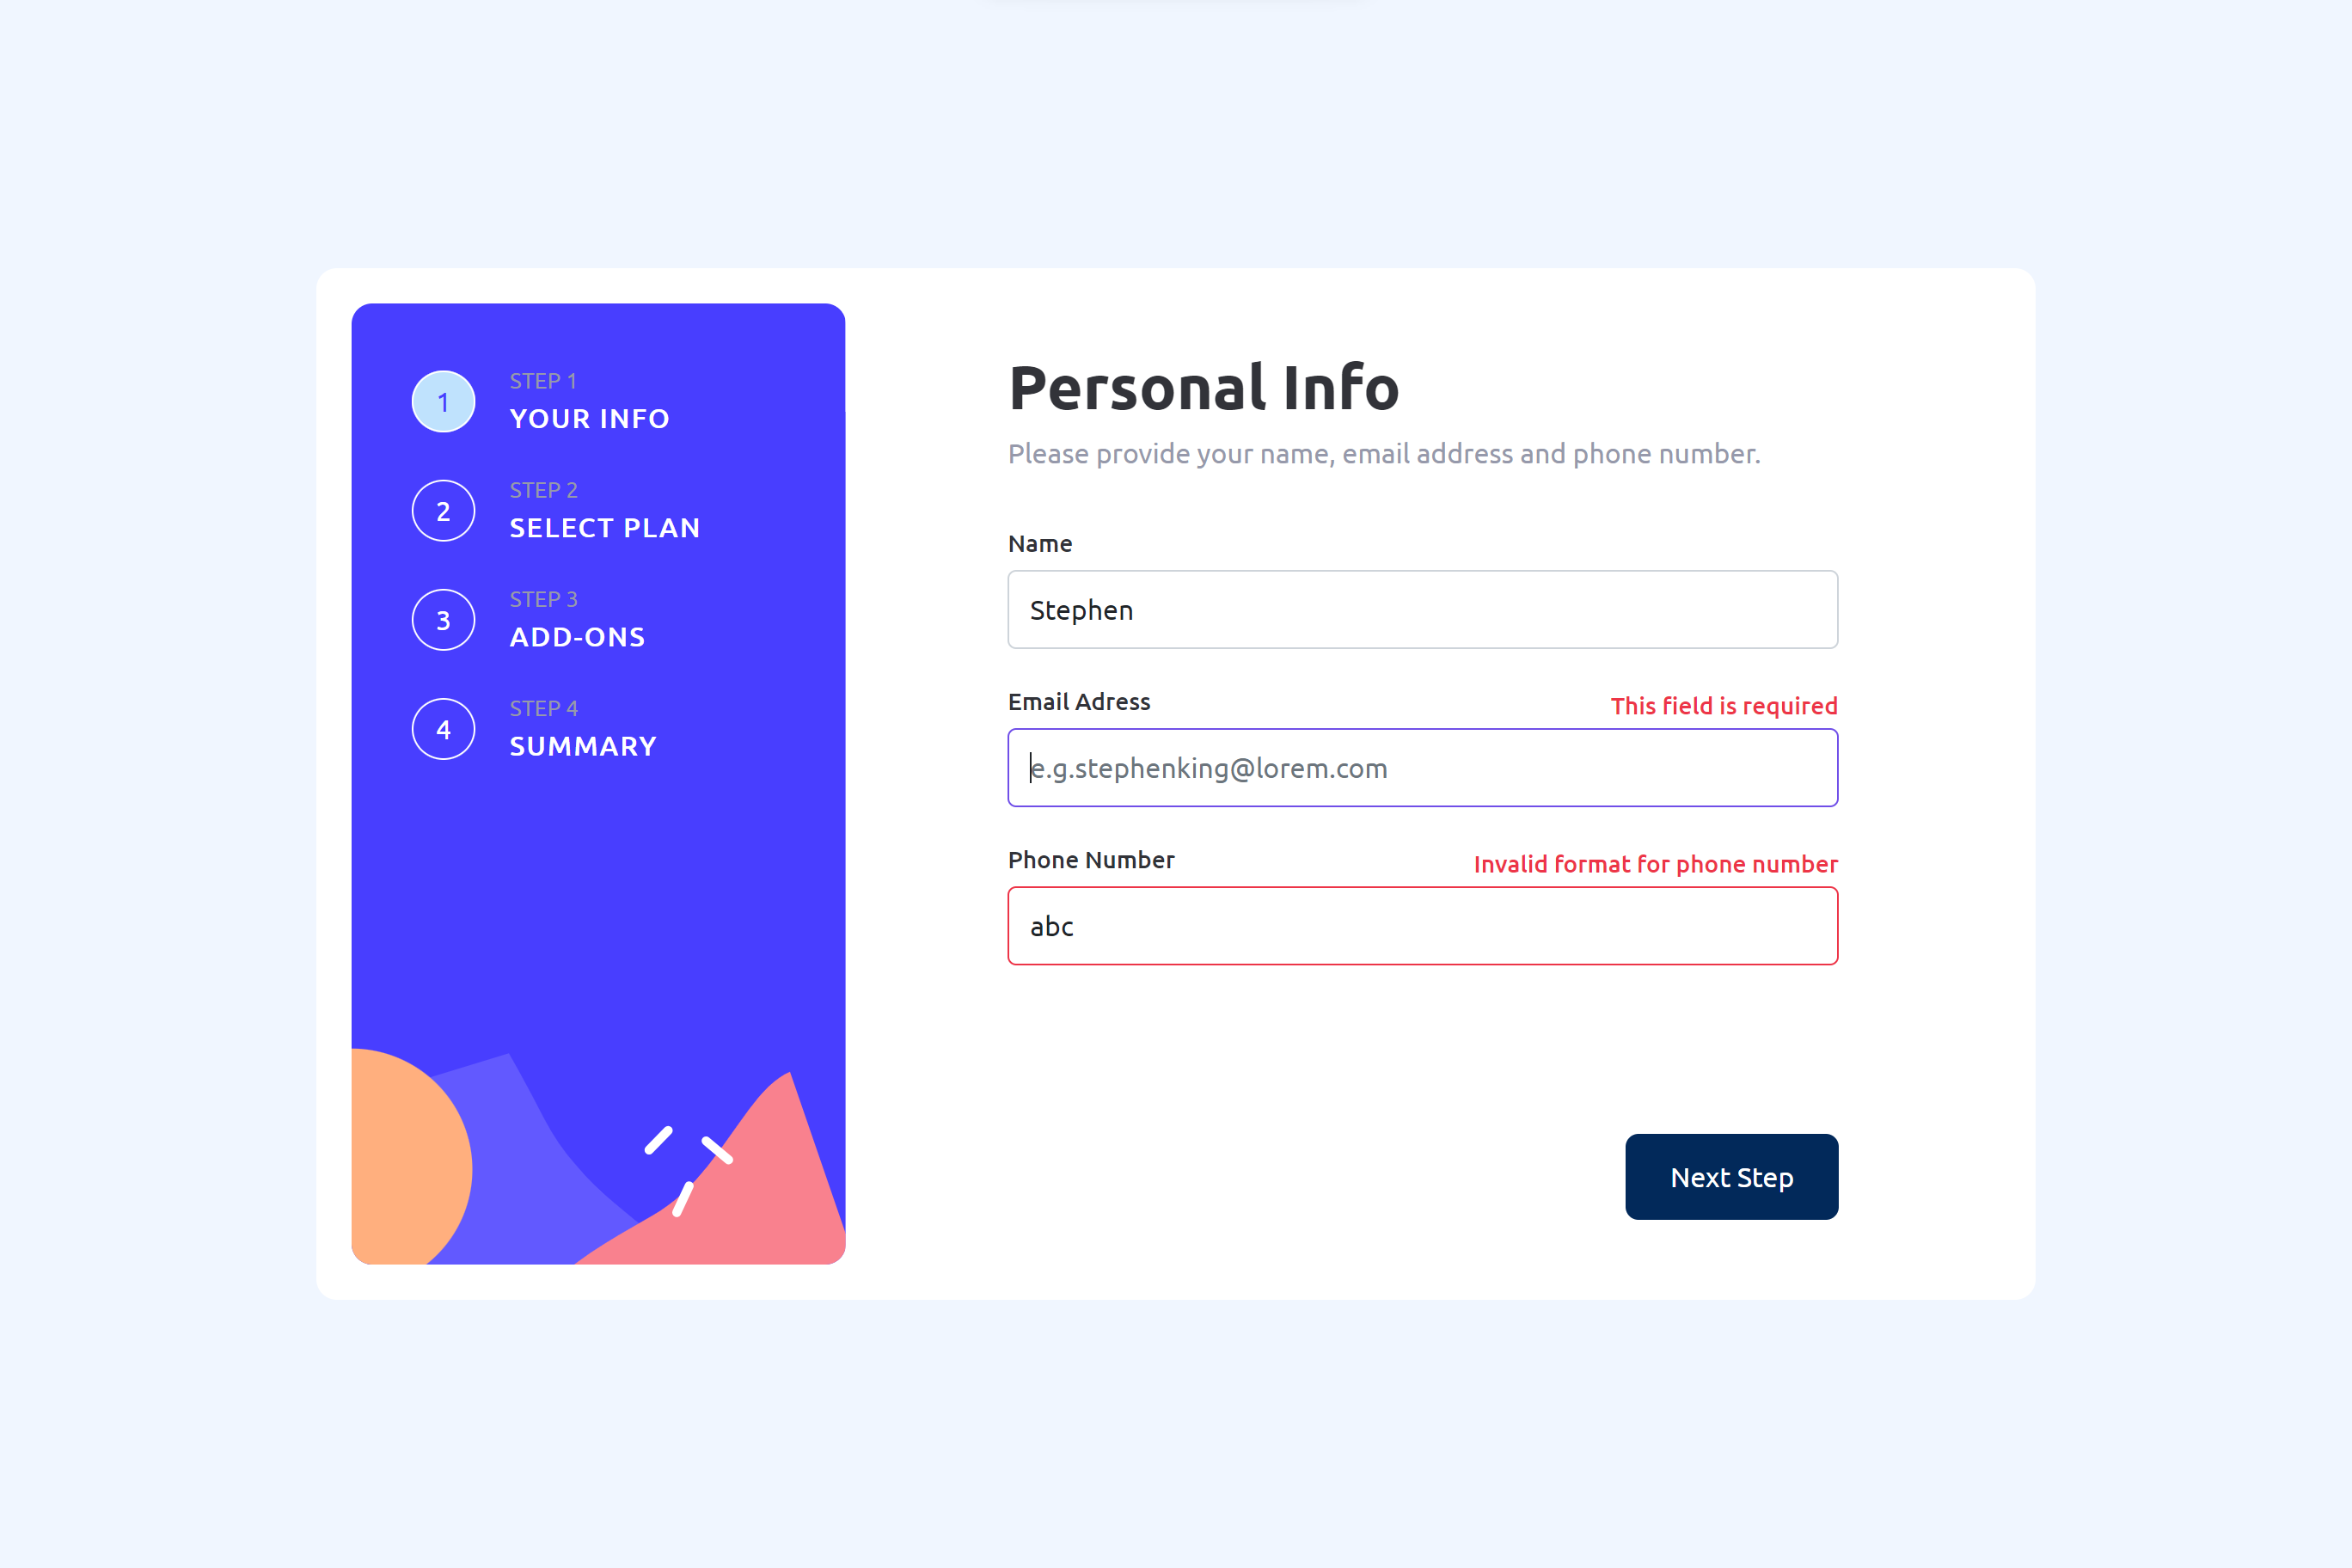 1
STEP 1
YOUR INFO
2
STEP 2
SELECT PLAN
3
STEP 3
ADD-ONS
4
STEP 4
SUMMARY
Personal Info
Please provide your name, email address and phone number.
Name
Stephen
Email Adress
This field is required
e.g.stephenking@lorem.com
Phone Number
Invalid format for phone number
abc
Next Step